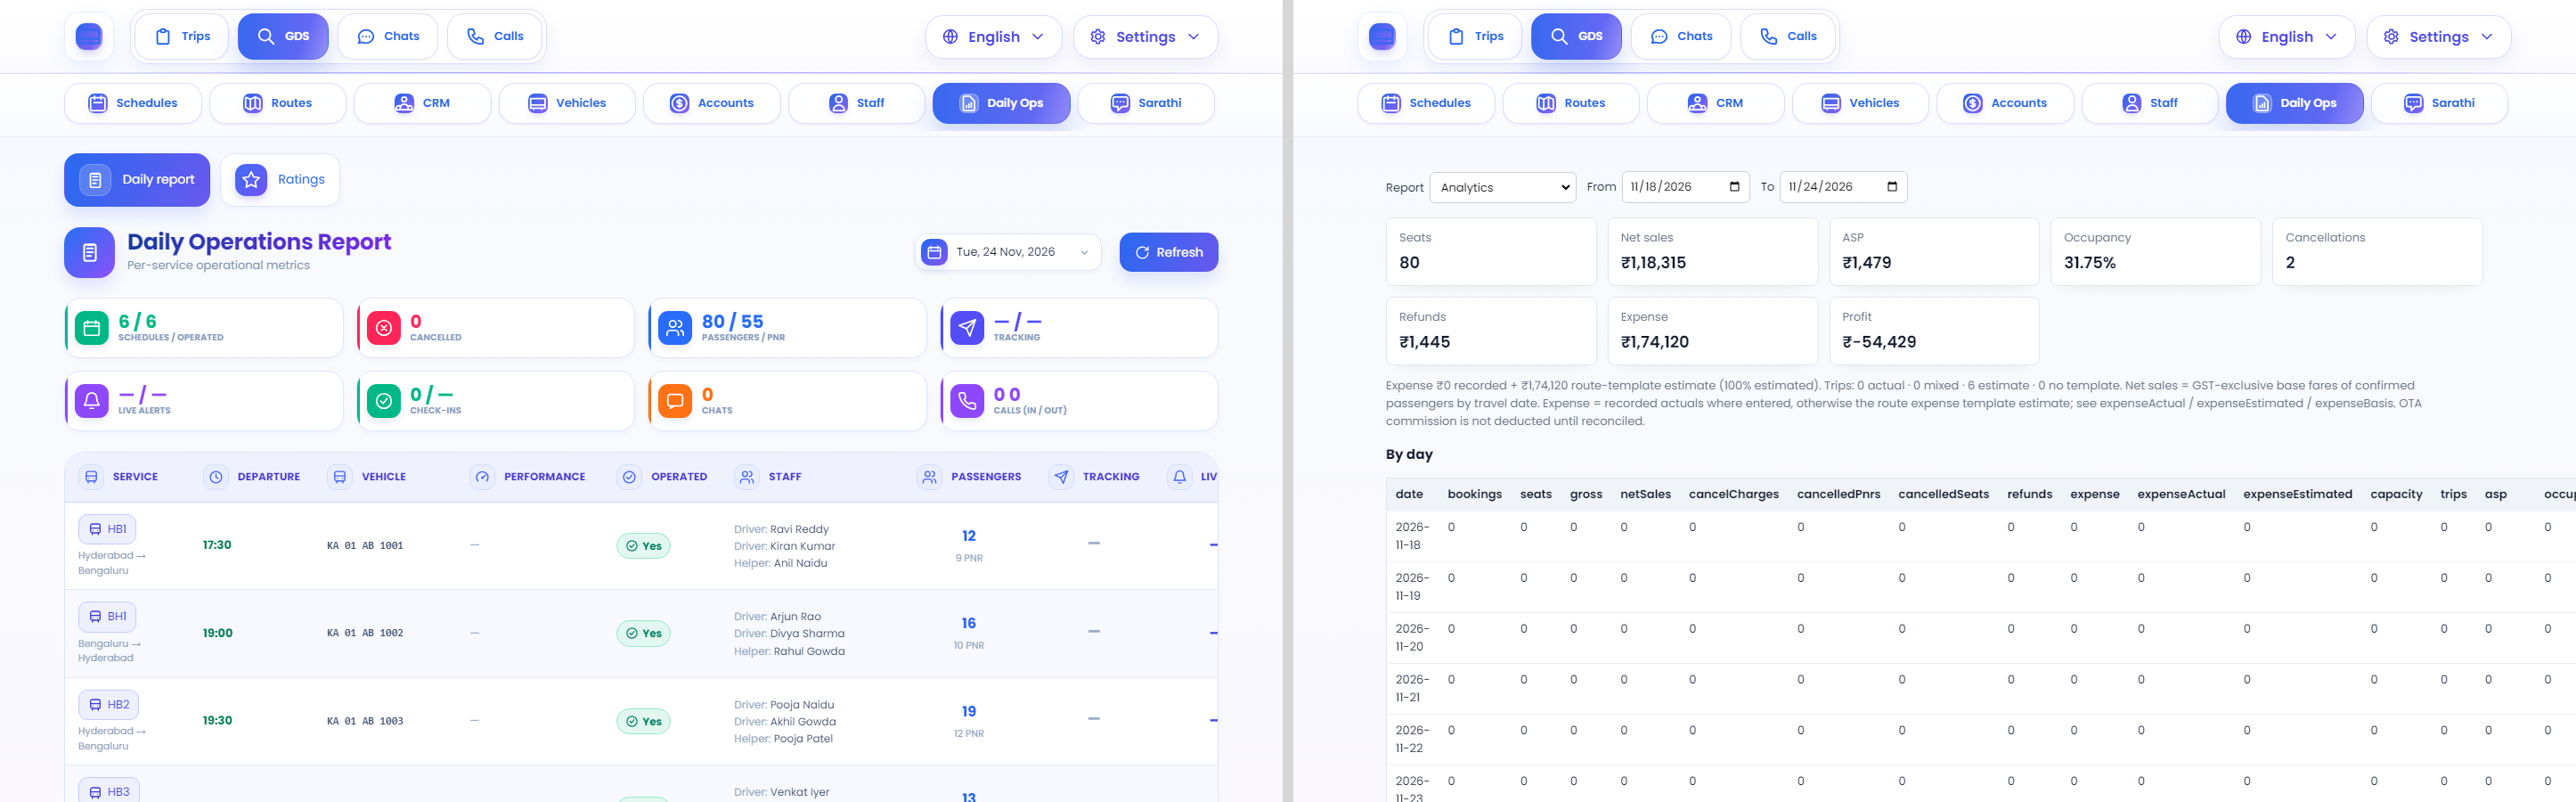 Trips GDS Chats Calls English Settings
Schedules Routes CRM Vehicles Accounts Staff Daily Ops Sarathi
Daily report Ratings
Daily Operations Report
Per-service operational metrics
Tue, 24 Nov, 2026 Refresh
6 / 6
SCHEDULES / OPERATED
0
CANCELLED
80 / 55
PASSENGERS / PNR
— / —
TRACKING
— / —
LIVE ALERTS
0 / —
CHECK-INS
0
CHATS
0 0
CALLS (IN / OUT)
SERVICE DEPARTURE VEHICLE PERFORMANCE OPERATED STAFF PASSENGERS TRACKING LIV
HB1
Hyderabad →
Bengaluru
17:30
KA 01 AB 1001
—
Yes
Driver: Ravi Reddy
Driver: Kiran Kumar
Helper: Anil Naidu
12
9 PNR
—
BH1
Bengaluru →
Hyderabad
19:00
KA 01 AB 1002
—
Yes
Driver: Arjun Rao
Driver: Divya Sharma
Helper: Rahul Gowda
16
10 PNR
—
HB2
Hyderabad →
Bengaluru
19:30
KA 01 AB 1003
—
Yes
Driver: Pooja Naidu
Driver: Akhil Gowda
Helper: Pooja Patel
19
12 PNR
—
HB3
Driver: Venkat Iyer
13
Trips GDS Chats Calls English Settings
Schedules Routes CRM Vehicles Accounts Staff Daily Ops Sarathi
Report Analytics From 11/18/2026 To 11/24/2026
Seats
80
Net sales
₹1,18,315
ASP
₹1,479
Occupancy
31.75%
Cancellations
2
Refunds
₹1,445
Expense
₹1,74,120
Profit
₹-54,429
Expense ₹0 recorded + ₹1,74,120 route-template estimate (100% estimated). Trips: 0 actual · 0 mixed · 6 estimate · 0 no template. Net sales = GST-exclusive base fares of confirmed
passengers by travel date. Expense = recorded actuals where entered, otherwise the route expense template estimate; see expenseActual / expenseEstimated / expenseBasis. OTA
commission is not deducted until reconciled.
By day
date bookings seats gross netSales cancelCharges cancelledPnrs cancelledSeats refunds expense expenseActual expenseEstimated capacity trips asp occup
2026-11-18 0 0 0 0 0 0 0 0 0 0 0 0 0 0 0
2026-11-19 0 0 0 0 0 0 0 0 0 0 0 0 0 0 0
2026-11-20 0 0 0 0 0 0 0 0 0 0 0 0 0 0 0
2026-11-21 0 0 0 0 0 0 0 0 0 0 0 0 0 0 0
2026-11-22 0 0 0 0 0 0 0 0 0 0 0 0 0 0 0
2026-11-23 0 0 0 0 0 0 0 0 0 0 0 0 0 0 0